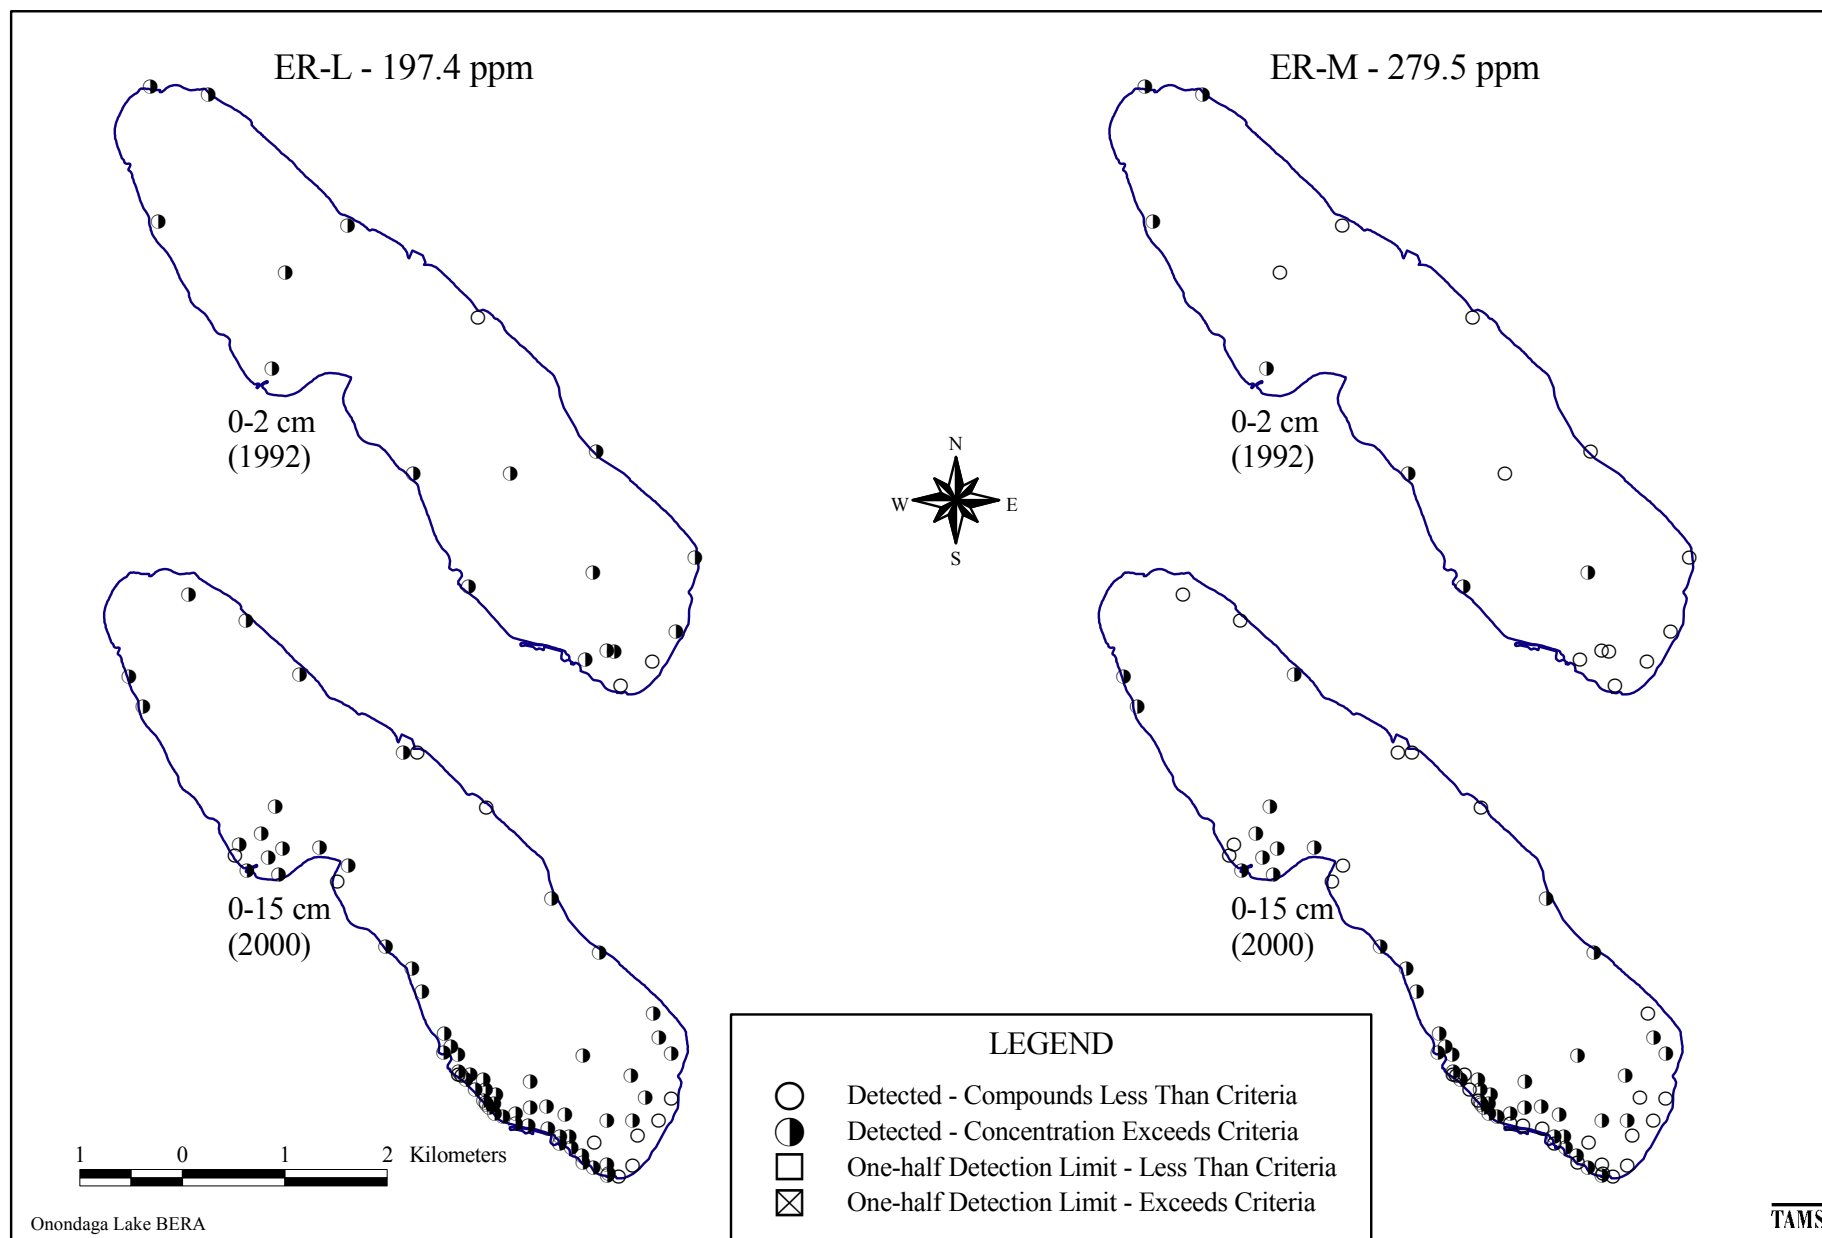 ER-L - 197.4 ppm
ER-M - 279.5 ppm
0-2 cm
(1992)
0-2 cm
(1992)
N
W
E
S
0-15 cm
(2000)
0-15 cm
(2000)
LEGEND
Detected - Compounds Less Than Criteria
Detected - Concentration Exceeds Criteria
One-half Detection Limit - Less Than Criteria
One-half Detection Limit - Exceeds Criteria
1 0 1 2 Kilometers
Onondaga Lake BERA
TAMS